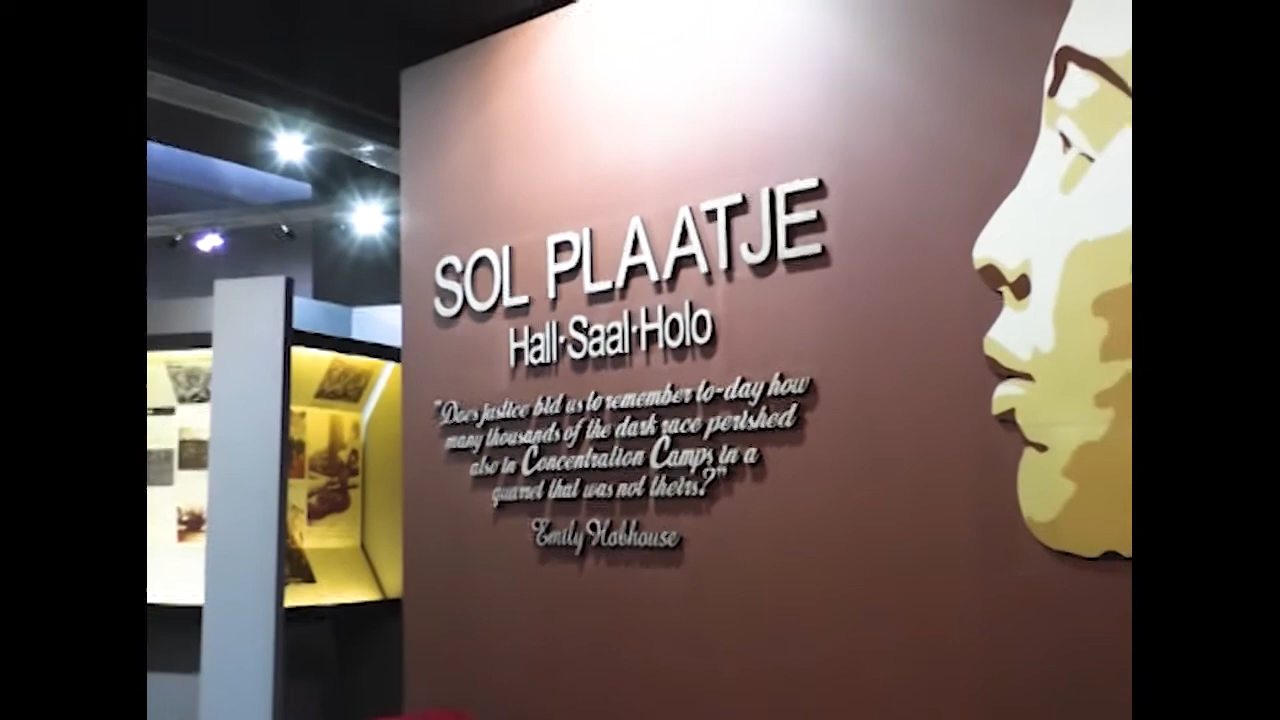 SOL PLAATJE
Hall·Saal·Holo
"Does justice bid us to remember to-day how
many thousands of the dark race perished
also in Concentration Camps in a
quarrel that was not theirs?"
Emily Hobhouse